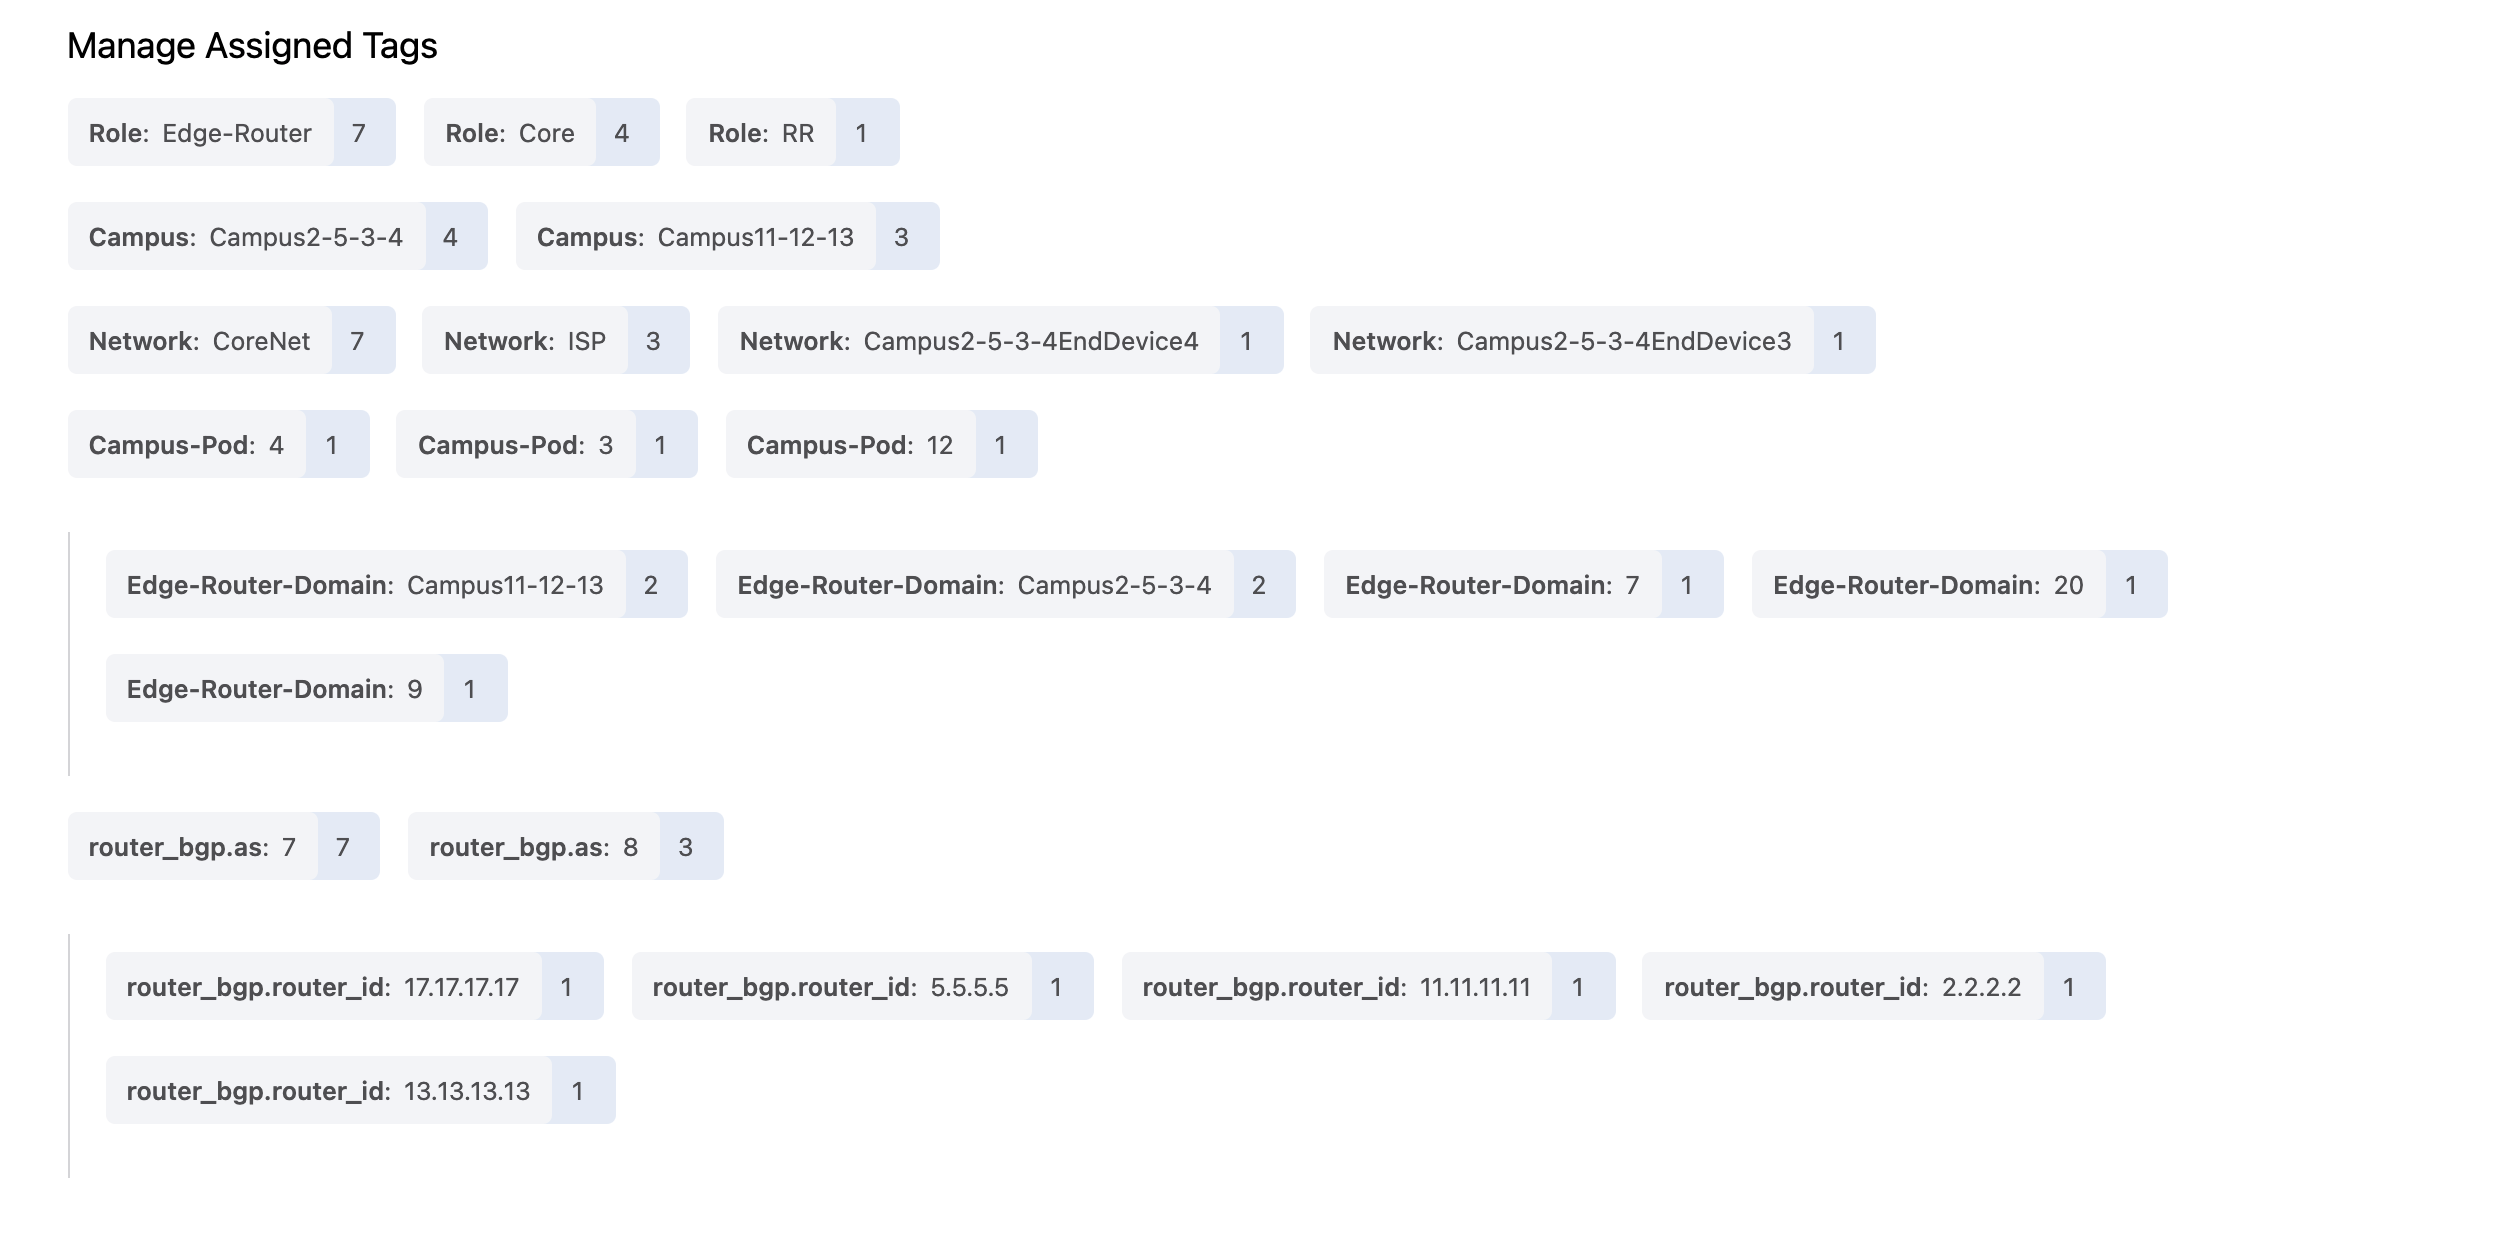 Manage Assigned Tags
Role: Edge-Router 7 Role: Core 4 Role: RR 1
Campus: Campus2-5-3-4 4 Campus: Campus11-12-13 3
Network: CoreNet 7 Network: ISP 3 Network: Campus2-5-3-4EndDevice4 1 Network: Campus2-5-3-4EndDevice3 1
Campus-Pod: 4 1 Campus-Pod: 3 1 Campus-Pod: 12 1
Edge-Router-Domain: Campus11-12-13 2 Edge-Router-Domain: Campus2-5-3-4 2 Edge-Router-Domain: 7 1 Edge-Router-Domain: 20 1
Edge-Router-Domain: 9 1
router_bgp.as: 7 7 router_bgp.as: 8 3
router_bgp.router_id: 17.17.17.17 1 router_bgp.router_id: 5.5.5.5 1 router_bgp.router_id: 11.11.11.11 1 router_bgp.router_id: 2.2.2.2 1
router_bgp.router_id: 13.13.13.13 1